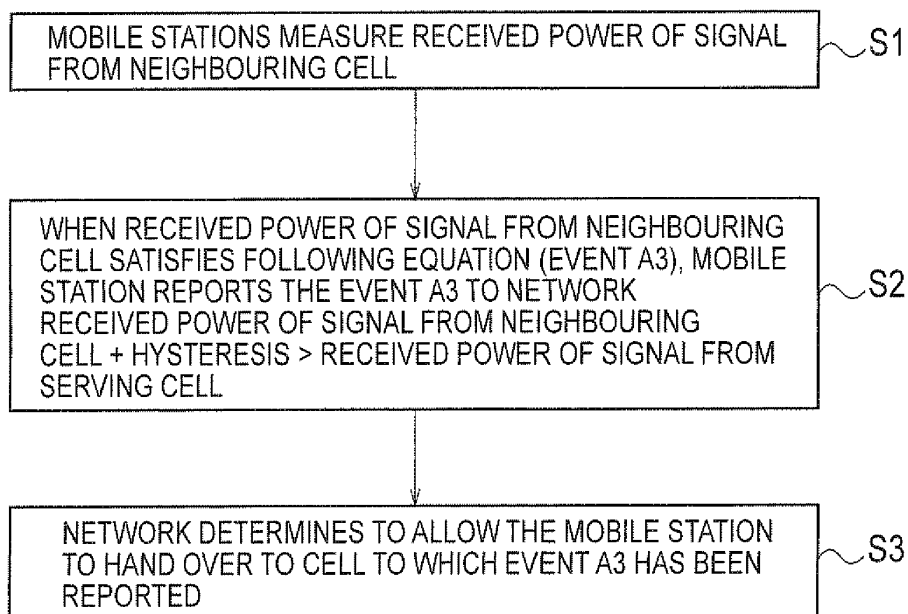 MOBILE STATIONS MEASURE RECEIVED POWER OF SIGNAL
FROM NEIGHBOURING CELL
S1
WHEN RECEIVED POWER OF SIGNAL FROM NEIGHBOURING
CELL SATISFIES FOLLOWING EQUATION (EVENT A3), MOBILE
STATION REPORTS THE EVENT A3 TO NETWORK
RECEIVED POWER OF SIGNAL FROM NEIGHBOURING
CELL + HYSTERESIS > RECEIVED POWER OF SIGNAL FROM
SERVING CELL
S2
NETWORK DETERMINES TO ALLOW THE MOBILE STATION
TO HAND OVER TO CELL TO WHICH EVENT A3 HAS BEEN
REPORTED
S3